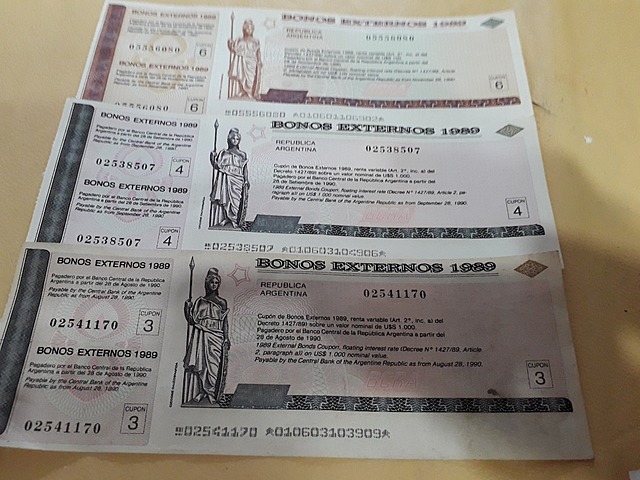 BONOS EXTERNOS 1989
05556080
CUPON
6
BONOS EXTERNOS 1989
05556080
CUPON
6
BONOS EXTERNOS 1989
REPUBLICA
ARGENTINA
05556080
CUPON
6
BONOS EXTERNOS 1989
Pagadero por el Banco Central de la República
Argentina a partir del 28 de Setiembre de 1990.
Payable by the Central Bank of the Argentine
Republic as from September 28, 1990.
02538507
CUPON
4
BONOS EXTERNOS 1989
Pagadero por el Banco Central de la República
Argentina a partir del 28 de Setiembre de 1990.
Payable by the Central Bank of the Argentine
Republic as from September 28, 1990.
02538507
CUPON
4
BONOS EXTERNOS 1989
REPUBLICA
ARGENTINA
02538507
Cupón de Bonos Externos 1989, renta variable (Art. 2°, inc. a) del
Decreto 1427/89) sobre un valor nominal de U$S 1.000.
Pagadero por el Banco Central de la República Argentina a partir del
28 de Setiembre de 1990.
1989 External Bonds Coupon, floating interest rate (Decree N° 1427/89, Article 2, pa-
ragraph a/) on US$ 1.000 nominal value.
Payable by the Central Bank of the Argentine Republic as from September 28, 1990.
CUPON
4
02538507 *010603104906*
BONOS EXTERNOS 1989
Pagadero por el Banco Central de la República
Argentina a partir del 28 de Agosto de 1990.
Payable by the Central Bank of the Argentine
Republic as from August 28, 1990.
02541170
CUPON
3
BONOS EXTERNOS 1989
Pagadero por el Banco Central de la República
Argentina a partir del 28 de Agosto de 1990.
Payable by the Central Bank of the Argentine
Republic as from August 28, 1990.
02541170
CUPON
3
BONOS EXTERNOS 1989
REPUBLICA
ARGENTINA
02541170
Cupón de Bonos Externos 1989, renta variable (Art. 2°, inc. a) del
Decreto 1427/89) sobre un valor nominal de U$S 1.000.
Pagadero por el Banco Central de la República Argentina a partir del
28 de Agosto de 1990.
1989 External Bonds Coupon, floating interest rate (Decree N° 1427/89, Article
2, paragraph a/) on US$ 1.000 nominal value.
Payable by the Central Bank of the Argentine Republic as from August 28, 1990.
CUPON
3
02541170 *010603103909*